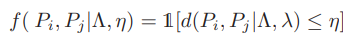 f( P_i, P_j|Λ, η) = 𝟙[d(P_i, P_j|Λ, λ) ≤ η]